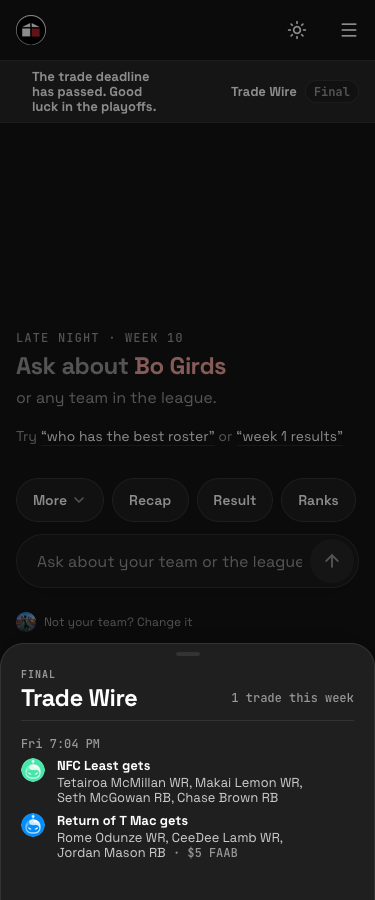 The trade deadline
has passed. Good
luck in the playoffs.
Trade Wire Final
LATE NIGHT · WEEK 10
Ask about Bo Girds
or any team in the league.
Try “who has the best roster” or “week 1 results”
More Recap Result Ranks
Ask about your team or the league
Not your team? Change it
FINAL
Trade Wire 1 trade this week
Fri 7:04 PM
NFC Least gets
Tetairoa McMillan WR, Makai Lemon WR,
Seth McGowan RB, Chase Brown RB
Return of T Mac gets
Rome Odunze WR, CeeDee Lamb WR,
Jordan Mason RB · $5 FAAB